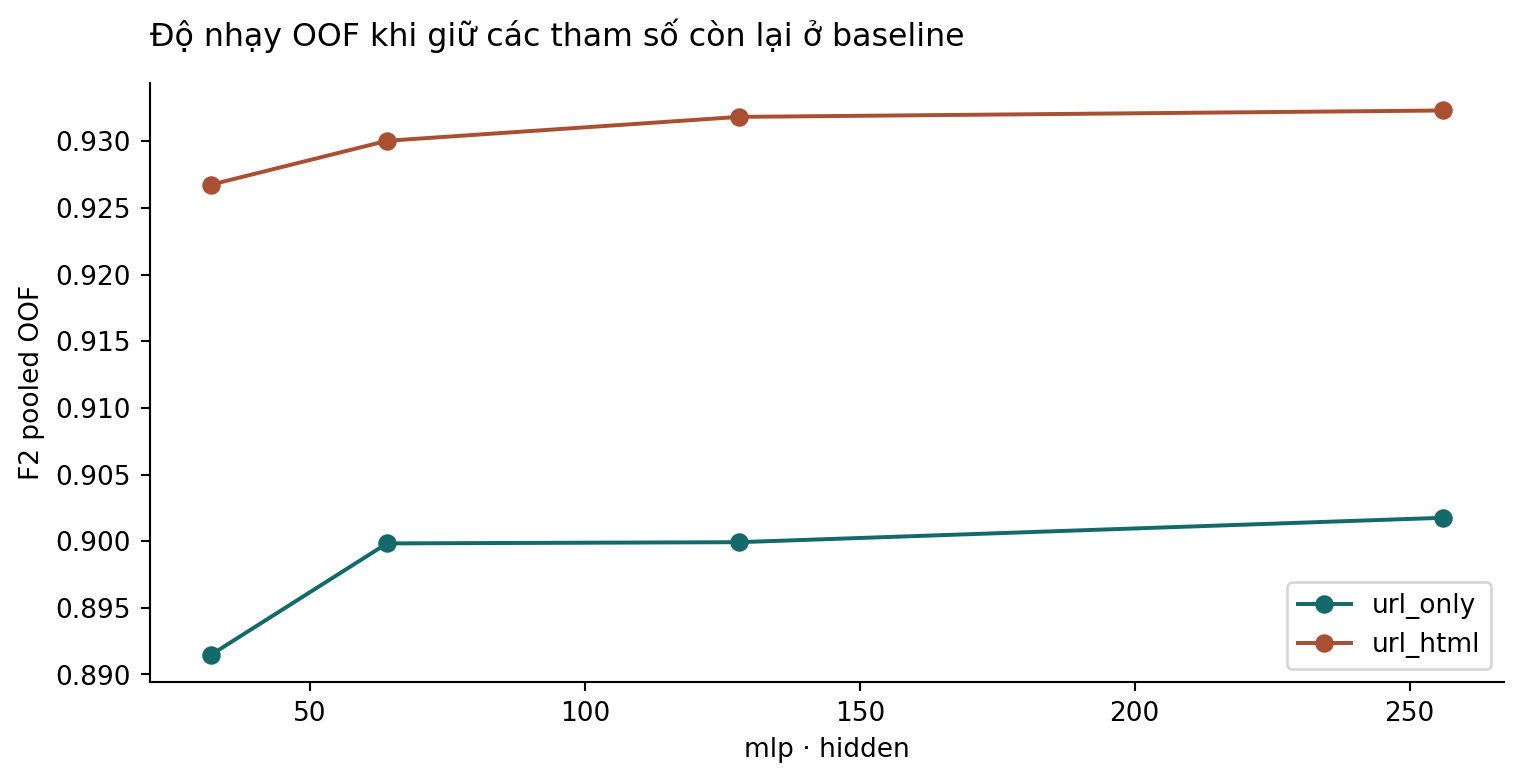 Độ nhạy OOF khi giữ các tham số còn lại ở baseline
F2 pooled OOF
0.930
0.925
0.920
0.915
0.910
0.905
0.900
0.895
0.890
url_only
url_html
50 100 150 200 250
mlp · hidden